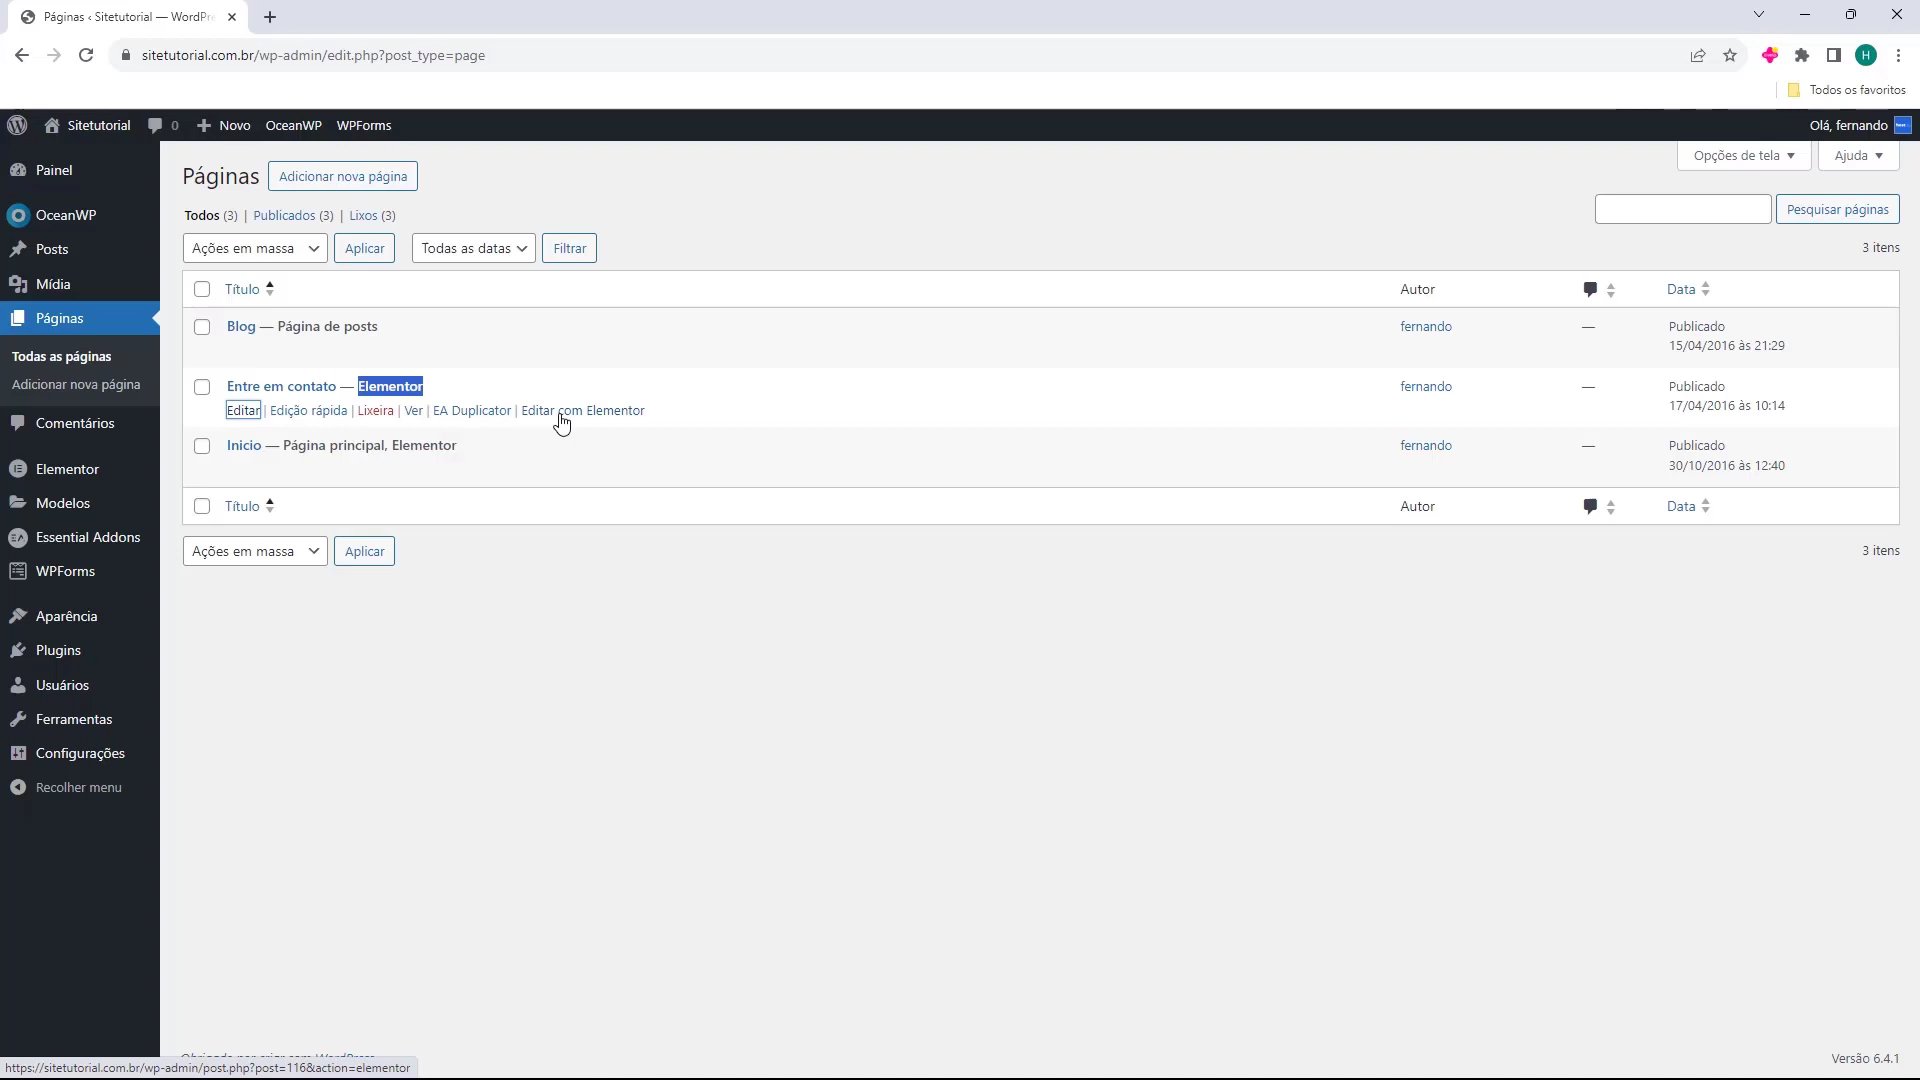 Páginas ‹ Sitetutorial — WordPr
sitetutorial.com.br/wp-admin/edit.php?post_type=page
H
Todos os favoritos
Sitetutorial 0 Novo OceanWP WPForms Olá, fernando
Painel
OceanWP
Posts
Mídia
Páginas
Todas as páginas
Adicionar nova página
Comentários
Elementor
Modelos
Essential Addons
WPForms
Aparência
Plugins
Usuários
Ferramentas
Configurações
Recolher menu
Opções de tela Ajuda
Páginas Adicionar nova página
Todos (3) | Publicados (3) | Lixos (3)
Pesquisar páginas
Ações em massa Aplicar Todas as datas Filtrar 3 itens
Título Autor Data
Blog — Página de posts fernando — Publicado
15/04/2016 às 21:29
Entre em contato — Elementor fernando — Publicado
Editar | Edição rápida | Lixeira | Ver | EA Duplicator | Editar com Elementor 17/04/2016 às 10:14
Inicio — Página principal, Elementor fernando — Publicado
30/10/2016 às 12:40
Título Autor Data
Ações em massa Aplicar 3 itens
Versão 6.4.1
https://sitetutorial.com.br/wp-admin/post.php?post=116&action=elementor